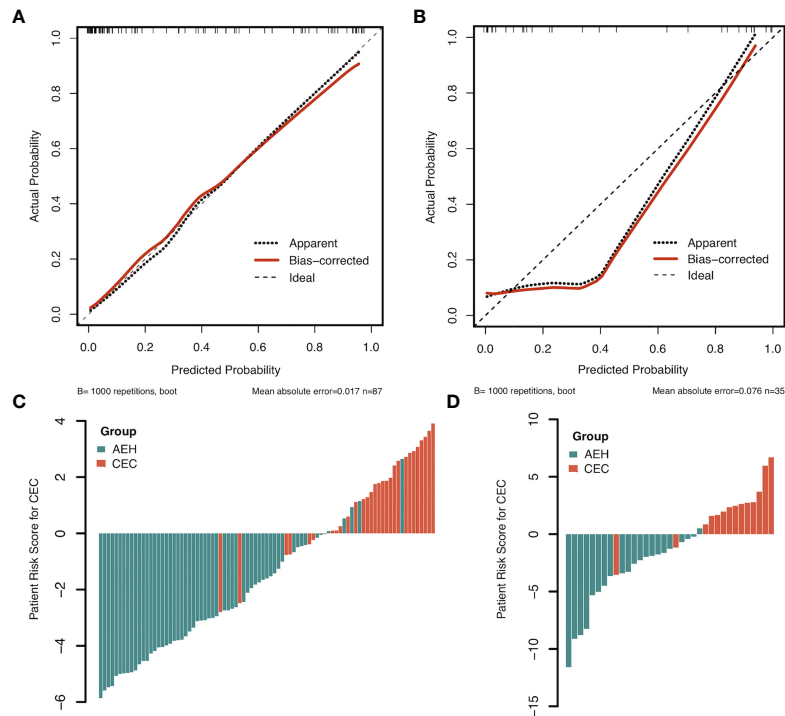 A
Actual Probability
1.0
0.8
0.6
0.4
0.2
0.0
Apparent
Bias−corrected
Ideal
0.0 0.2 0.4 0.6 0.8 1.0
Predicted Probability
B= 1000 repetitions, boot Mean absolute error=0.017 n=87
B
Actual Probability
1.0
0.8
0.6
0.4
0.2
0.0
Apparent
Bias−corrected
Ideal
0.0 0.2 0.4 0.6 0.8 1.0
Predicted Probability
B= 1000 repetitions, boot Mean absolute error=0.076 n=35
C
Patient Risk Score for CEC
4
2
0
−2
−4
−6
Group
AEH
CEC
D
Patient Risk Score for CEC
10
5
0
−5
−10
−15
Group
AEH
CEC